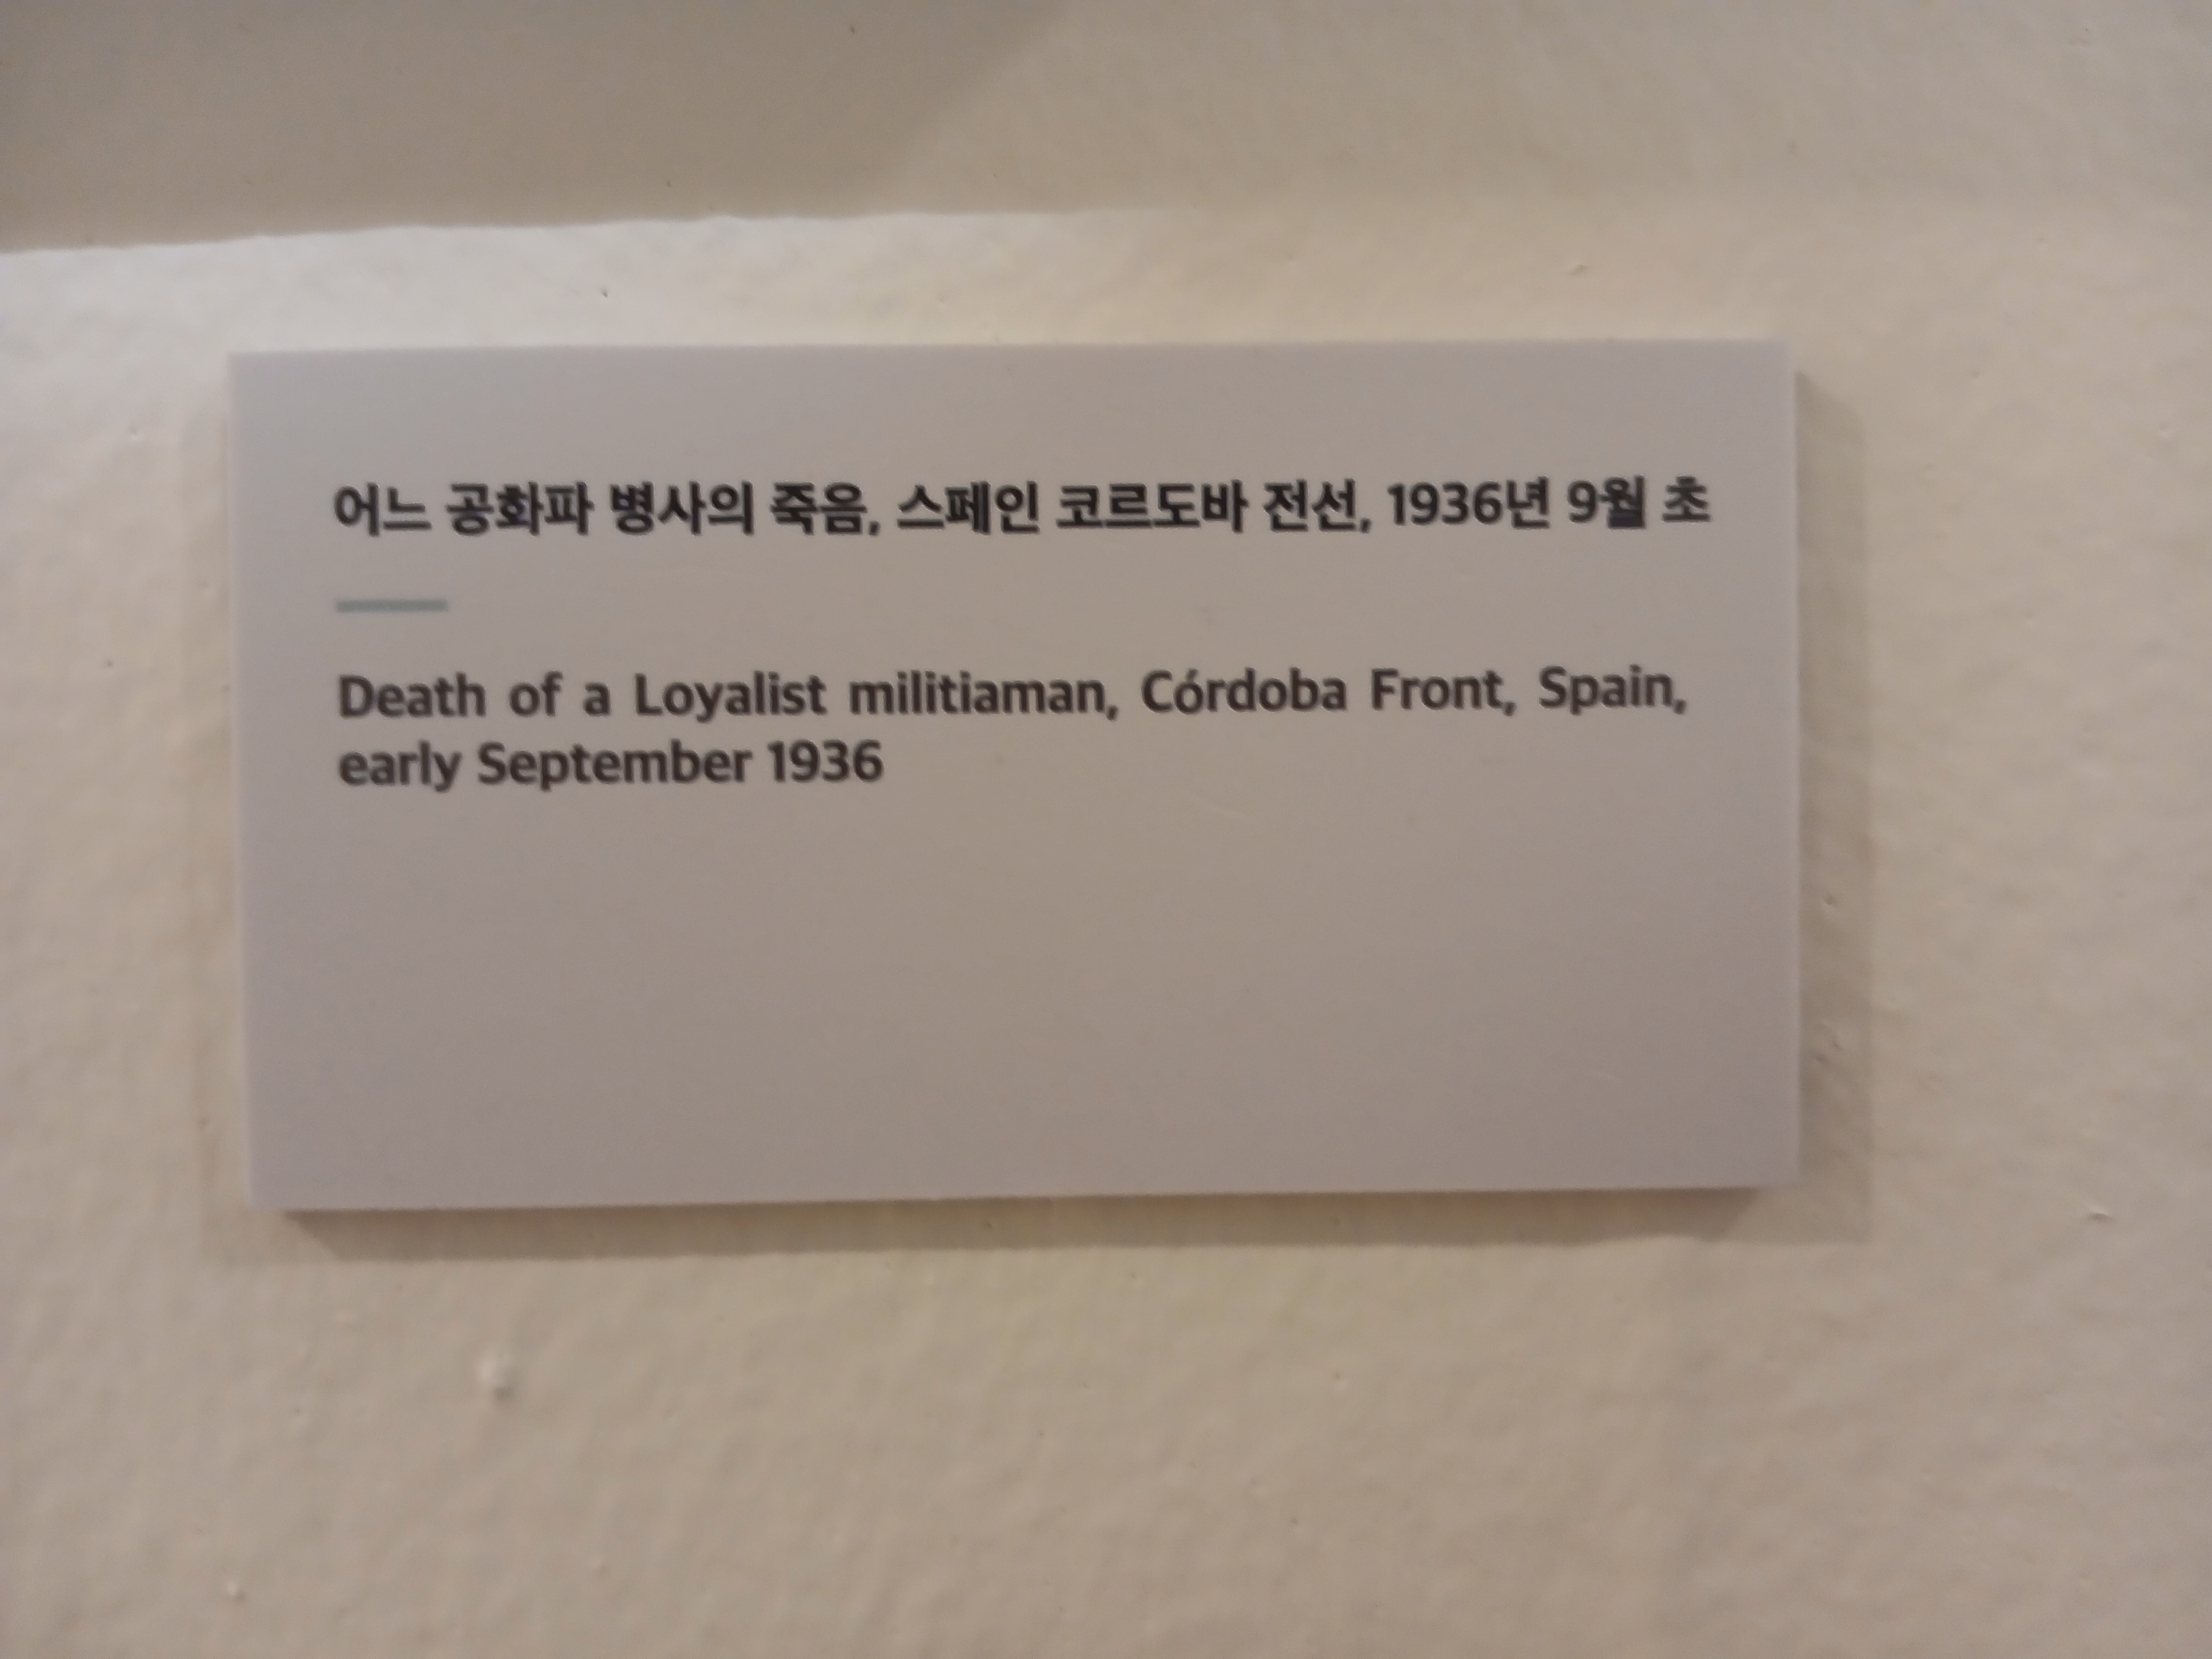 어느 공화파 병사의 죽음, 스페인 코르도바 전선, 1936년 9월 초
Death of a Loyalist militiaman, Córdoba Front, Spain,
early September 1936